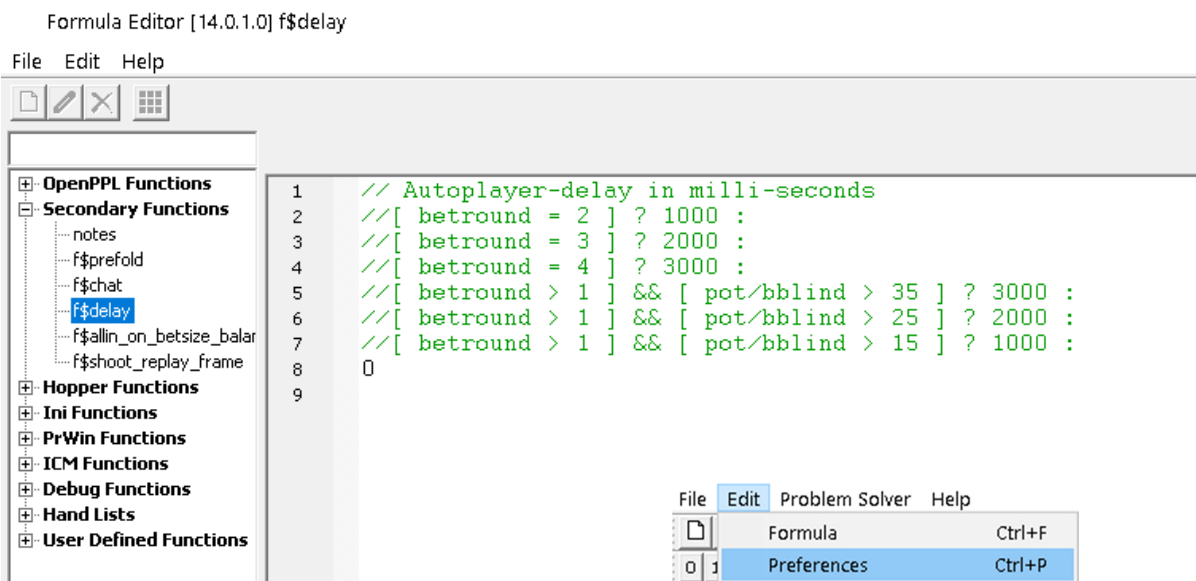 Formula Editor [14.0.1.0] f$delay
File Edit Help
OpenPPL Functions
Secondary Functions
notes
f$prefold
f$chat
f$delay
f$allin_on_betsize_balar
f$shoot_replay_frame
Hopper Functions
Ini Functions
PrWin Functions
ICM Functions
Debug Functions
Hand Lists
User Defined Functions
1 // Autoplayer-delay in milli-seconds
2 //[ betround = 2 ] ? 1000 :
3 //[ betround = 3 ] ? 2000 :
4 //[ betround = 4 ] ? 3000 :
5 //[ betround > 1 ] && [ pot/bblind > 35 ] ? 3000 :
6 //[ betround > 1 ] && [ pot/bblind > 25 ] ? 2000 :
7 //[ betround > 1 ] && [ pot/bblind > 15 ] ? 1000 :
8 0
9
File Edit Problem Solver Help
Formula Ctrl+F
0 1 Preferences Ctrl+P